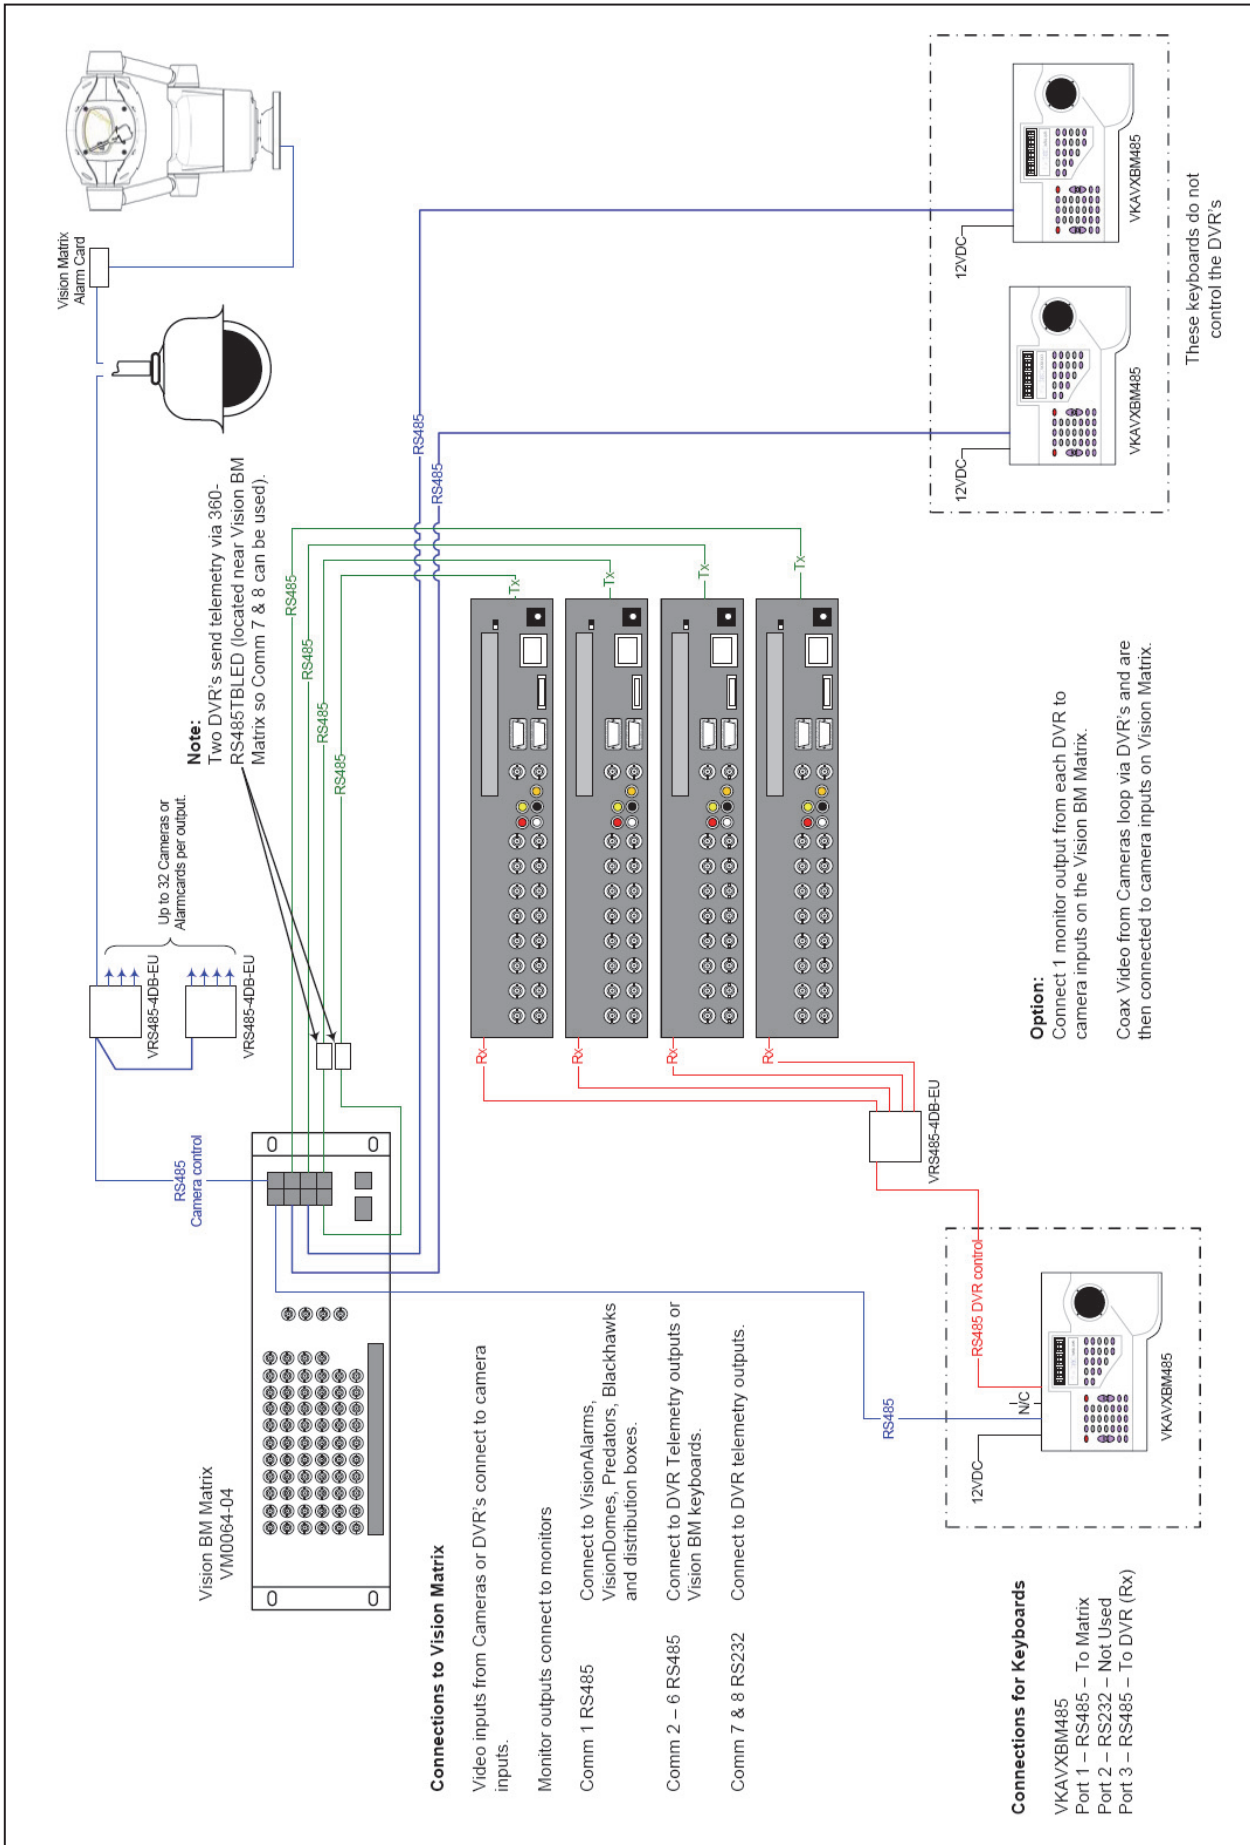 Vision BM Matrix
VM0064-04
RS485
Camera control
VRS485-4DB-EU
VRS485-4DB-EU
Up to 32 Cameras or
Alarmcards per output.
Vision Matrix
Alarm Card
Note:
Two DVR's send telemetry via 360-
RS485TBLED (located near Vision BM
Matrix so Comm 7 & 8 can be used).
RS485
RS485
RS485
RS485
RS485
RS485
Tx
Tx
Tx
Tx
Rx
Rx
Rx
Rx
VRS485-4DB-EU
RS485 DVR control
RS485
Connections to Vision Matrix
Video inputs from Cameras or DVR's connect to camera
inputs.
Monitor outputs connect to monitors
Comm 1 RS485 Connect to VisionAlarms,
VisionDomes, Predators, Blackhawks
and distribution boxes.
Comm 2 – 6 RS485 Connect to DVR Telemetry outputs or
Vision BM keyboards.
Comm 7 & 8 RS232 Connect to DVR telemetry outputs.
Option:
Connect 1 monitor output from each DVR to
camera inputs on the Vision BM Matrix.
Coax Video from Cameras loop via DVR's and are
then connected to camera inputs on Vision Matrix.
Connections for Keyboards
VKAVXBM485
Port 1 – RS485 – To Matrix
Port 2 – RS232 – Not Used
Port 3 – RS485 – To DVR (Rx)
12VDC
N/C
VKAVXBM485
12VDC
VKAVXBM485
12VDC
VKAVXBM485
These keyboards do not
control the DVR's